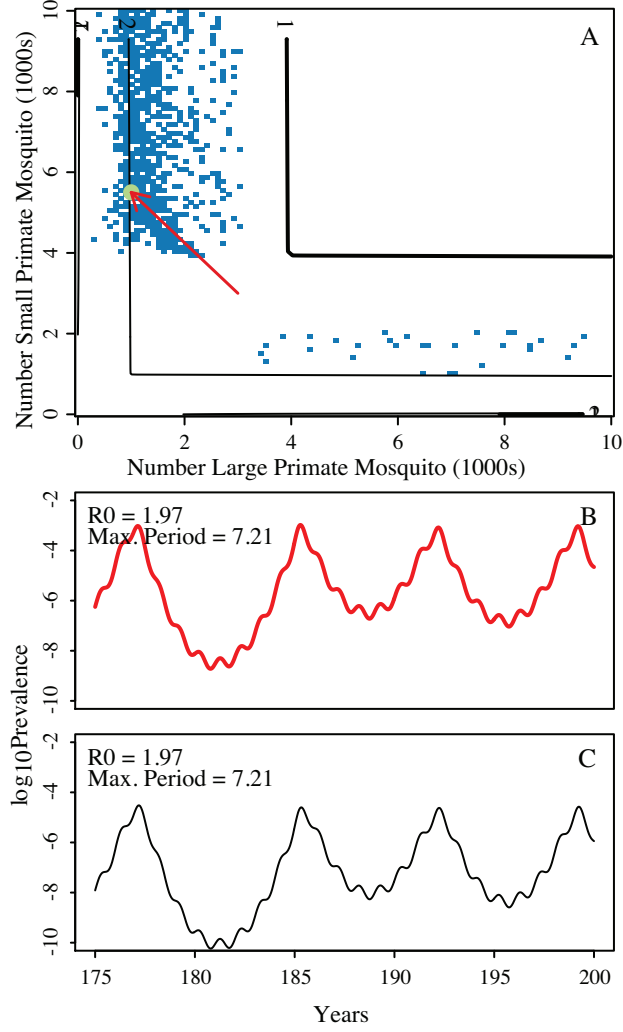 A
1
2
Number Small Primate Mosquito (1000s)
10
8
6
4
2
0
0 2 4 6 8 10
Number Large Primate Mosquito (1000s)
B
R0 = 1.97
Max. Period = 7.21
-2
-4
-6
-8
-10
log10Prevalence
C
R0 = 1.97
Max. Period = 7.21
-2
-4
-6
-8
-10
175 180 185 190 195 200
Years